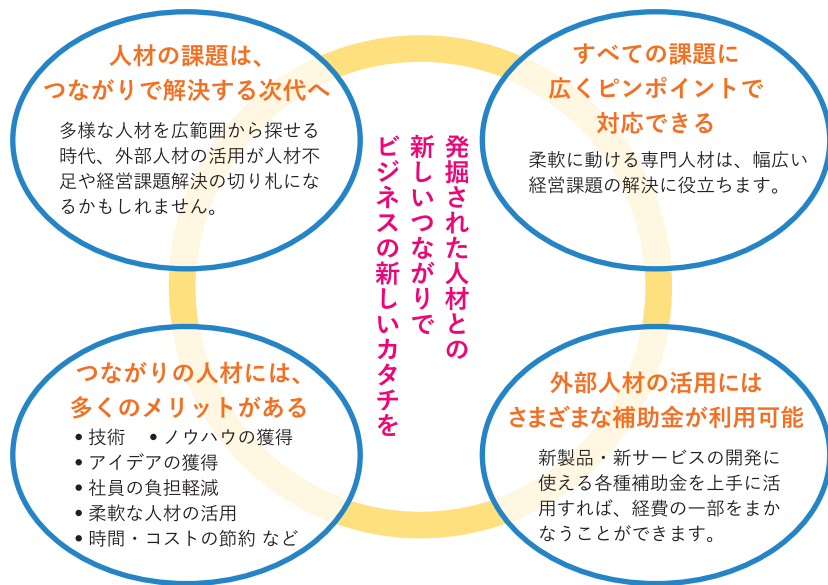 人材の課題は、
つながりで解決する次代へ
多様な人材を広範囲から探せる
時代、外部人材の活用が人材不
足や経営課題解決の切り札にな
るかもしれません。
すべての課題に
広くピンポイントで
対応できる
柔軟に動ける専門人材は、幅広い
経営課題の解決に役立ちます。
発掘された人材との
新しいつながりで
ビジネスの新しいカタチを
つながりの人材には、
多くのメリットがある
•技術 •ノウハウの獲得
•アイデアの獲得
•社員の負担軽減
•柔軟な人材の活用
•時間・コストの節約 など
外部人材の活用には
さまざまな補助金が利用可能
新製品・新サービスの開発に
使える各種補助金を上手に活
用すれば、経費の一部をまか
なうことができます。